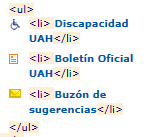 <ul>
<li> Discapacidad
UAH</li>
<li> Boletín Oficial
UAH</li>
<li> Buzón de
sugerencias</li>
</ul>